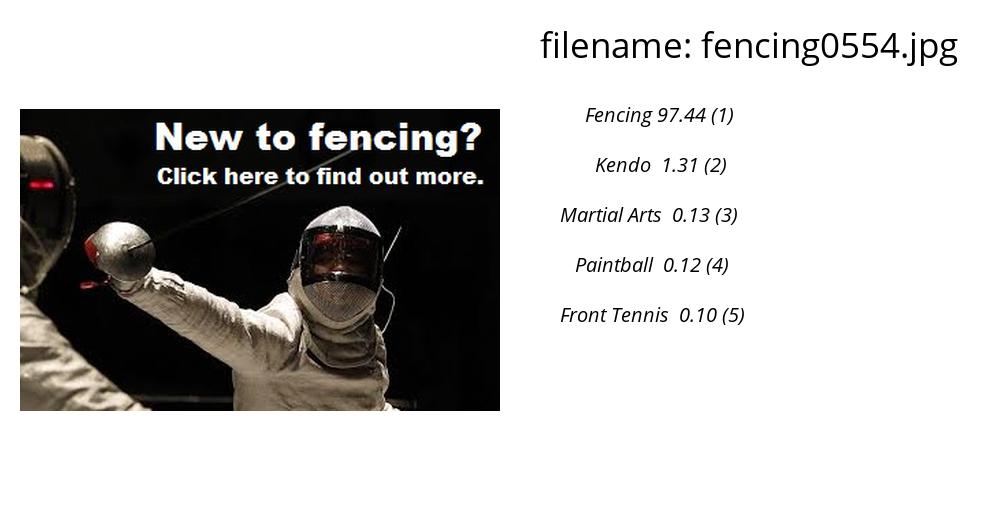 filename: fencing0554.jpg
New to fencing?
Click here to find out more.
Fencing 97.44 (1)
Kendo 1.31 (2)
Martial Arts 0.13 (3)
Paintball 0.12 (4)
Front Tennis 0.10 (5)